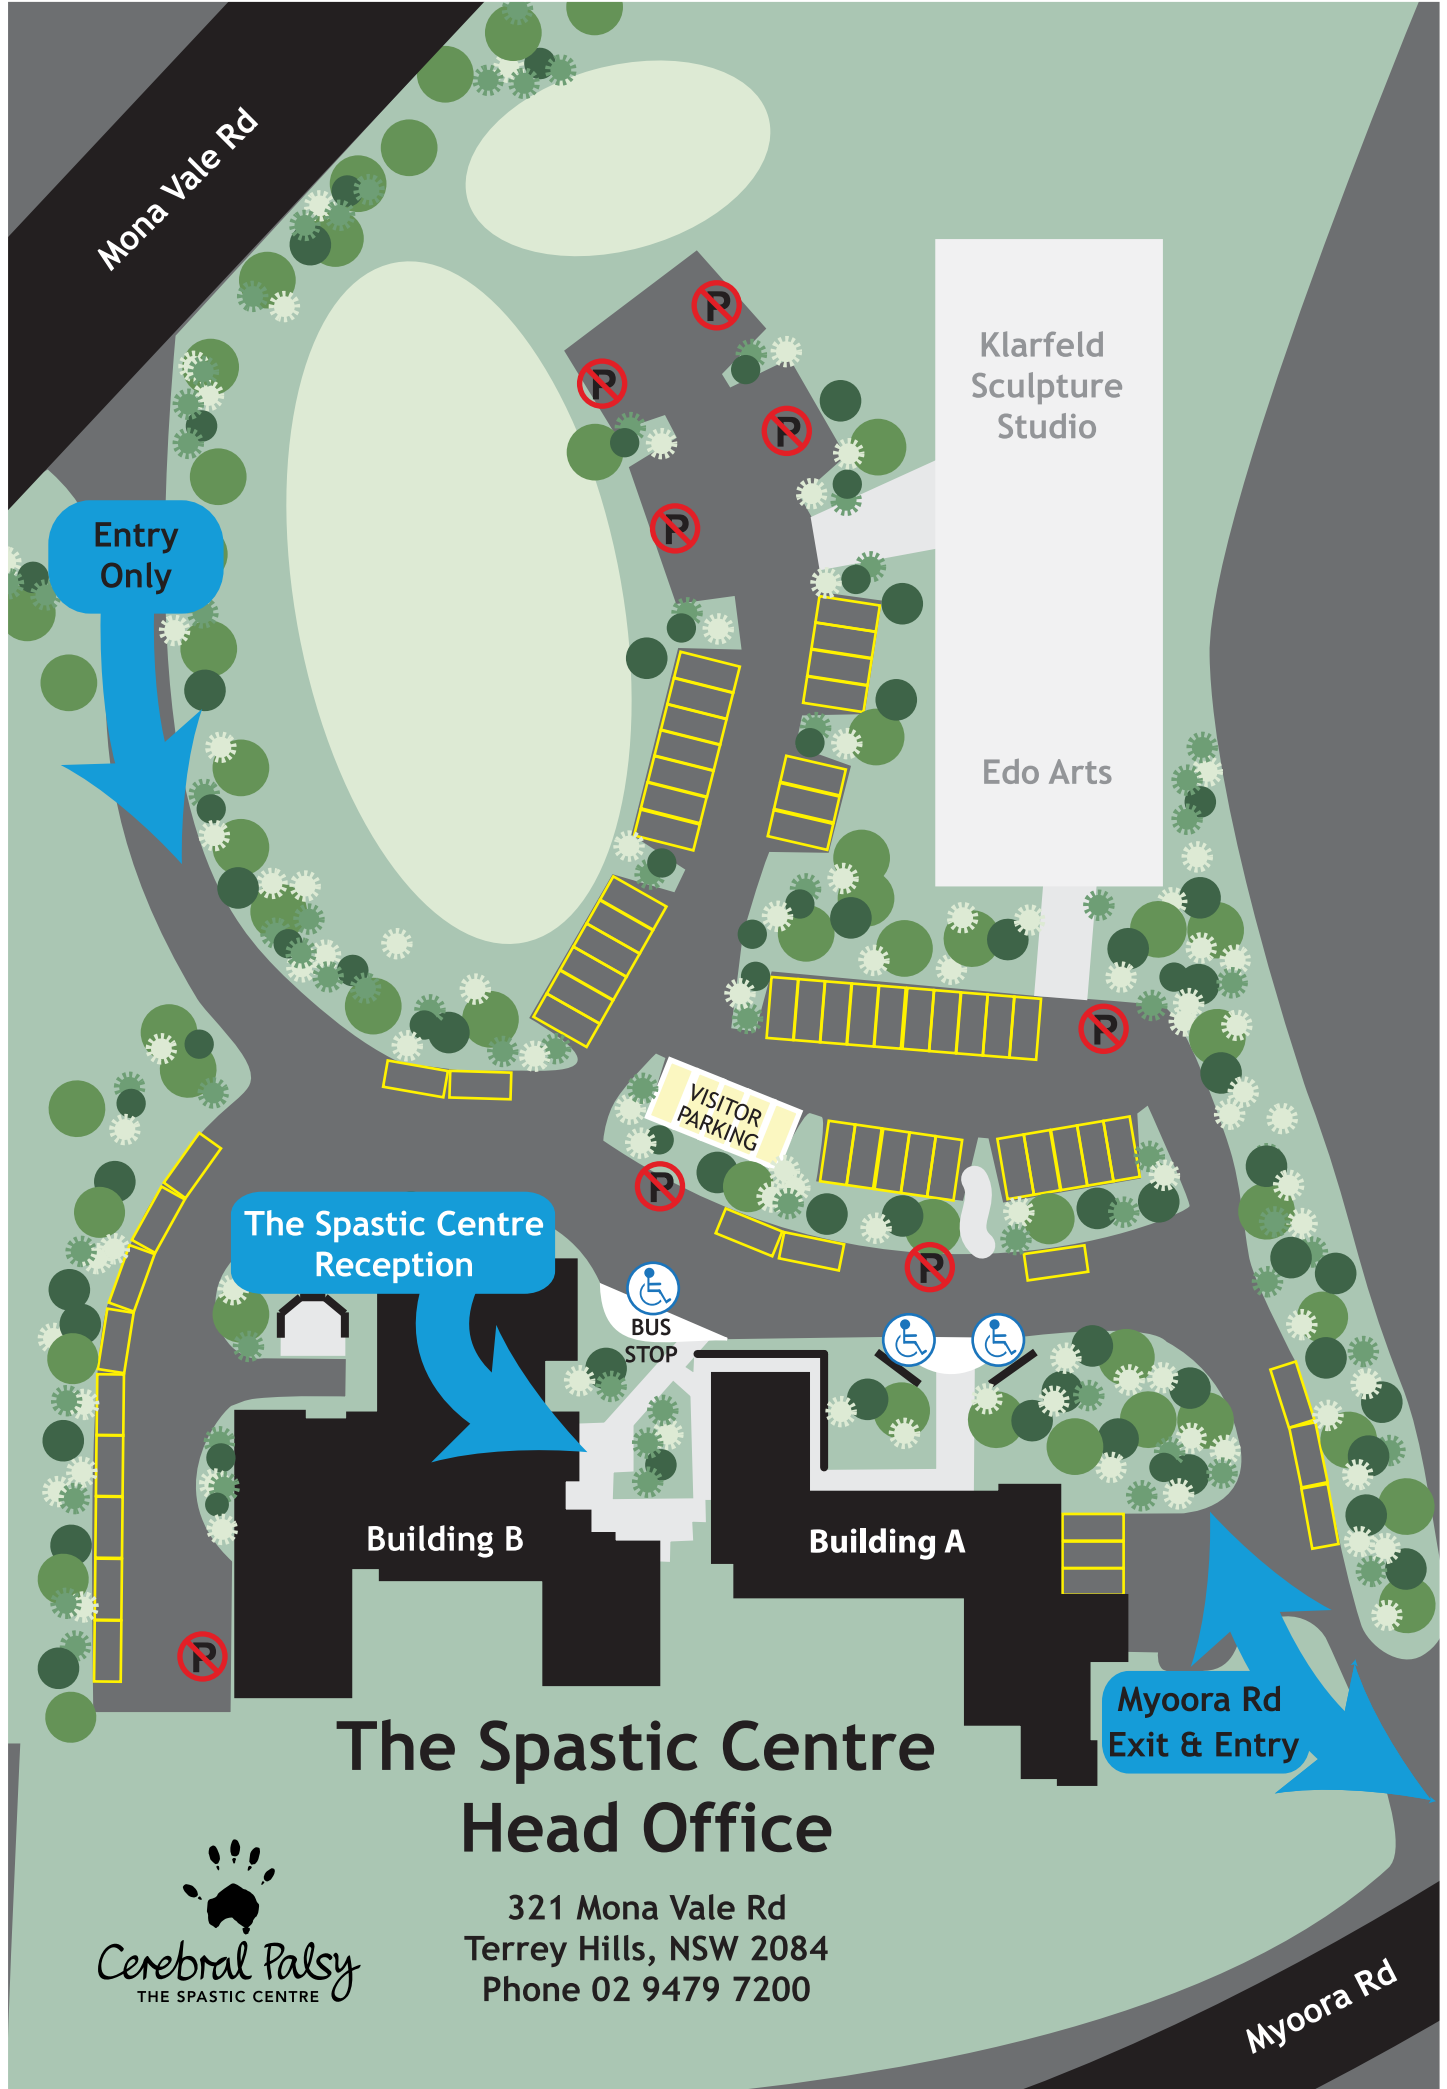 Mona Vale Rd
Klarfeld
Sculpture
Studio
Entry
Only
Edo Arts
VISITOR
PARKING
The Spastic Centre
Reception
BUS
STOP
Building B
Building A
Myoora Rd
Exit & Entry
The Spastic Centre
Head Office
321 Mona Vale Rd
Terrey Hills, NSW 2084
Phone 02 9479 7200
Cerebral Palsy
THE SPASTIC CENTRE
Myoora Rd
P
P
P
P
P
P
P
P